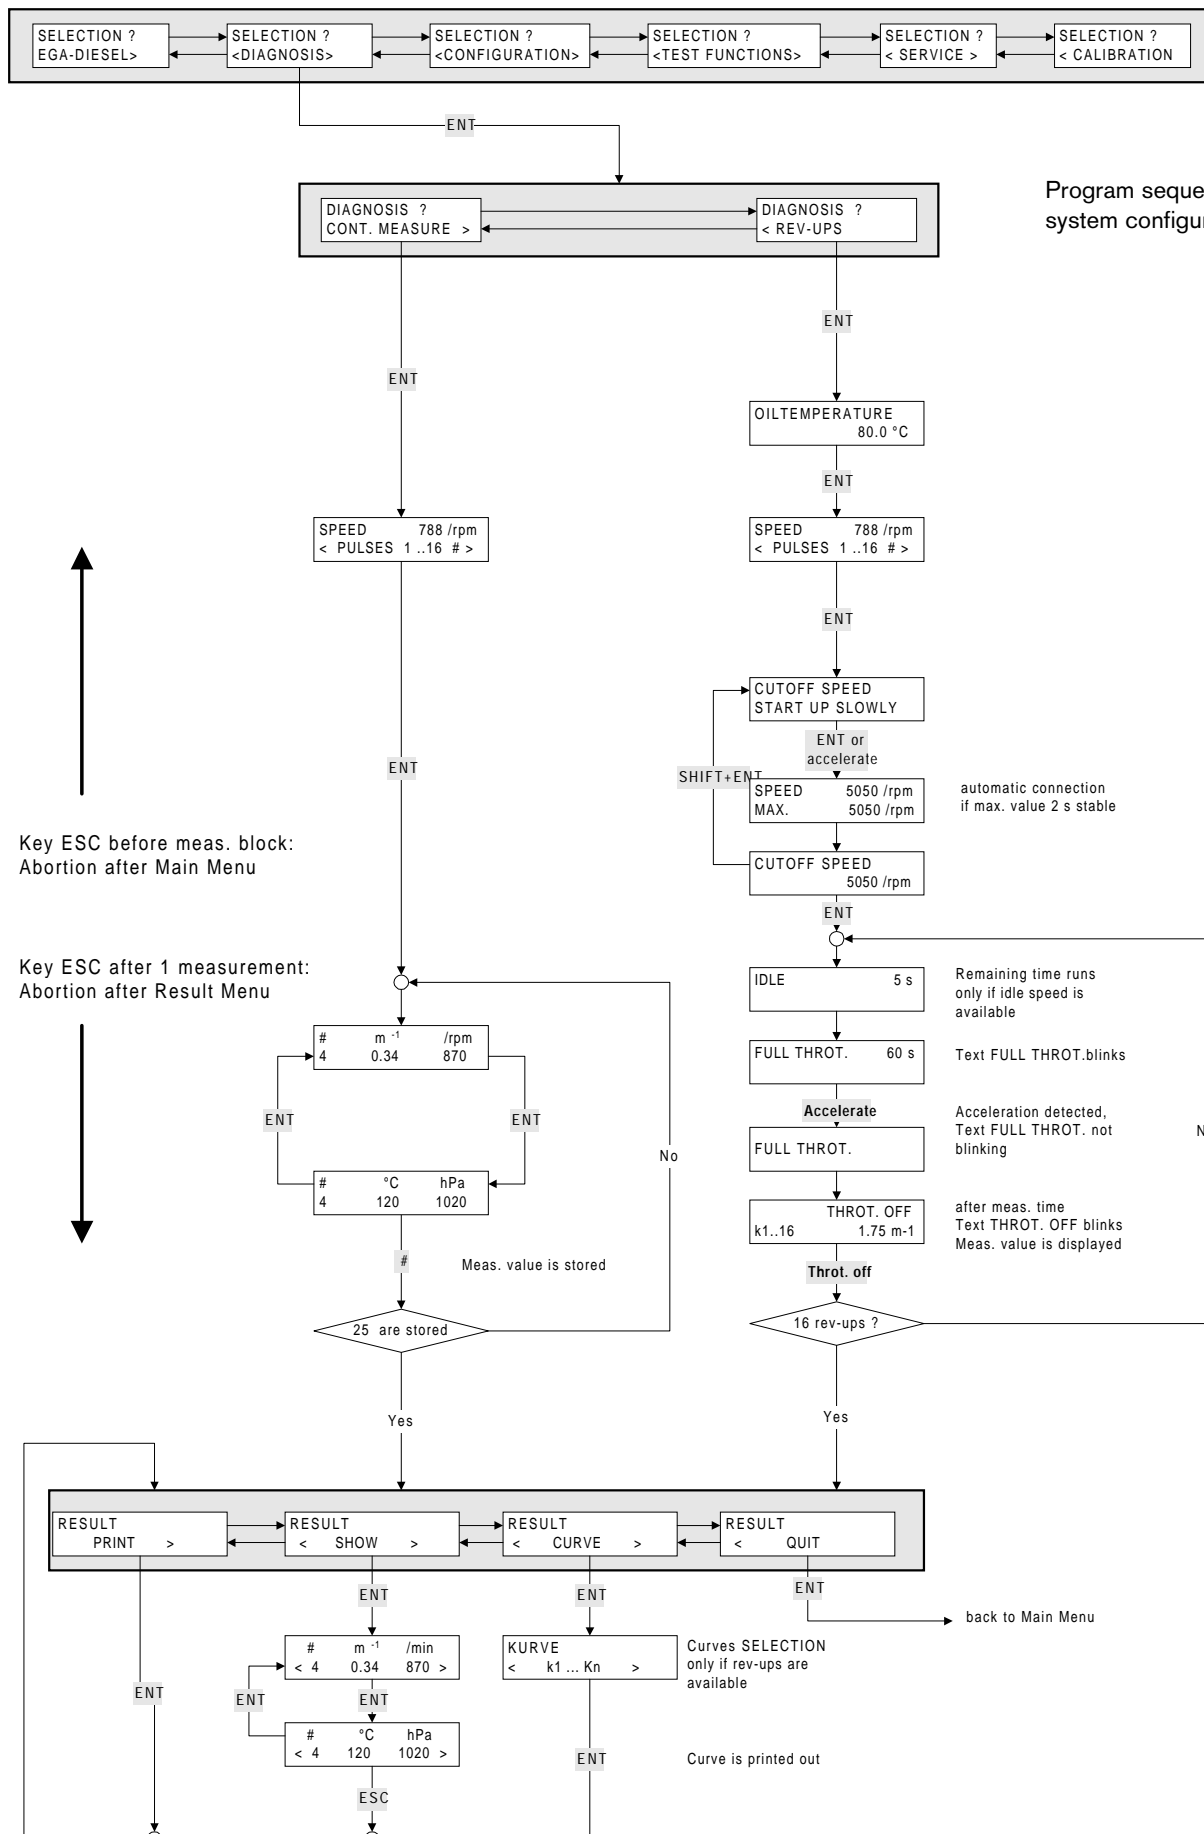 SELECTION ?
EGA-DIESEL>
SELECTION ?
<DIAGNOSIS>
SELECTION ?
<CONFIGURATION>
SELECTION ?
<TEST FUNCTIONS>
SELECTION ?
< SERVICE >
SELECTION ?
< CALIBRATION
ENT
DIAGNOSIS ?
CONT. MEASURE >
DIAGNOSIS ?
< REV-UPS
Program seque
system configu
ENT
ENT
OILTEMPERATURE
80.0 °C
ENT
SPEED 788 /rpm
< PULSES 1 ..16 # >
SPEED 788 /rpm
< PULSES 1 ..16 # >
ENT
CUTOFF SPEED
START UP SLOWLY
ENT or
accelerate
ENT
SHIFT+ENT
SPEED 5050 /rpm
MAX. 5050 /rpm
automatic connection
if max. value 2 s stable
Key ESC before meas. block:
Abortion after Main Menu
CUTOFF SPEED
5050 /rpm
ENT
Key ESC after 1 measurement:
Abortion after Result Menu
IDLE 5 s
Remaining time runs
only if idle speed is
available
# m -1 /rpm
4 0.34 870
FULL THROT. 60 s
Text FULL THROT.blinks
ENT
ENT
Accelerate
Acceleration detected,
Text FULL THROT. not
blinking
N
FULL THROT.
No
# °C hPa
4 120 1020
THROT. OFF
k1..16 1.75 m-1
after meas. time
Text THROT. OFF blinks
Meas. value is displayed
#
Meas. value is stored
Throt. off
25 are stored
16 rev-ups ?
Yes
Yes
RESULT
PRINT >
RESULT
< SHOW >
RESULT
< CURVE >
RESULT
< QUIT
ENT
ENT
ENT
back to Main Menu
# m -1 /min
< 4 0.34 870 >
KURVE
< k1 ... Kn >
Curves SELECTION
only if rev-ups are
available
ENT
ENT
ENT
# °C hPa
< 4 120 1020 >
ENT
Curve is printed out
ESC